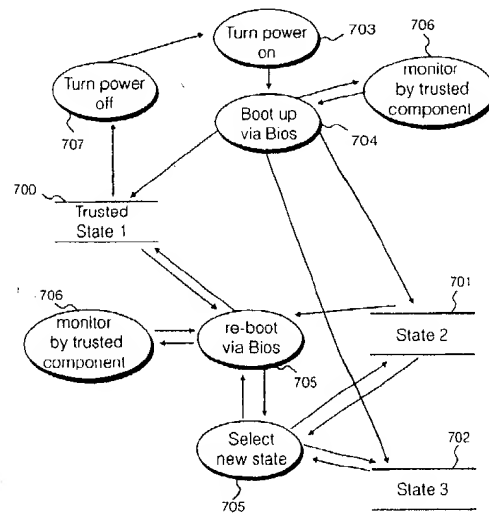 Turn power
on
703
706
monitor
by trusted
component
Turn power
off
707
Boot up
via Bios
704
700
Trusted
State 1
701
State 2
706
monitor
by trusted
component
re-boot
via Bios
705
Select
new state
705
702
State 3